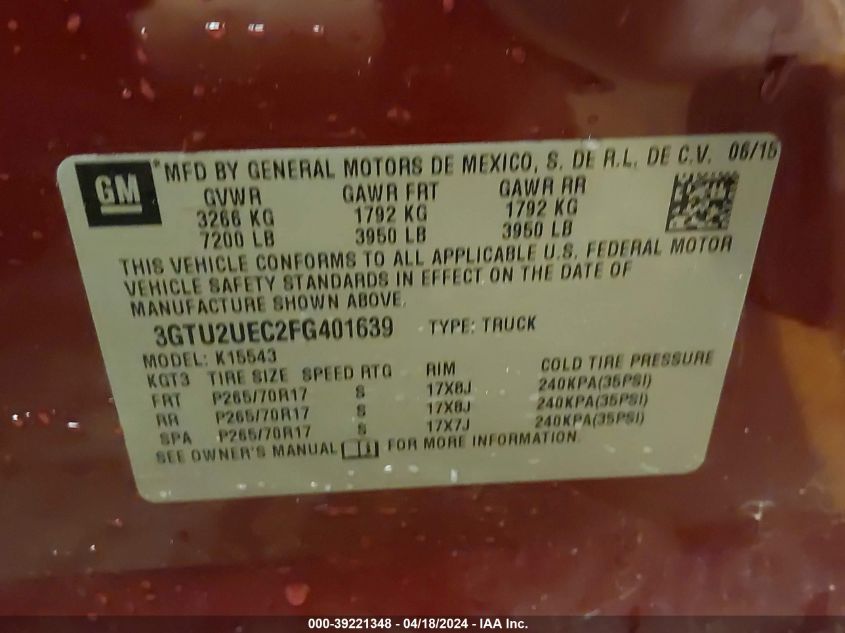 GM
*MFD BY GENERAL MOTORS DE MEXICO, S. DE R.L. DE C.V. 06/15
GVWR GAWR FRT GAWR RR
3266 KG 1792 KG 1792 KG
7200 LB 3950 LB 3950 LB
THIS VEHICLE CONFORMS TO ALL APPLICABLE U.S. FEDERAL MOTOR
VEHICLE SAFETY STANDARDS IN EFFECT ON THE DATE OF
MANUFACTURE SHOWN ABOVE.
3GTU2UEC2FG401639 TYPE: TRUCK
MODEL: K15543
KGT3 TIRE SIZE SPEED RTG RIM COLD TIRE PRESSURE
FRT P265/70R17 S 17X8J 240KPA(35PSI)
RR P265/70R17 S 17X8J 240KPA(35PSI)
SPA P265/70R17 S 17X7J 240KPA(35PSI)
SEE OWNER'S MANUAL FOR MORE INFORMATION
000-39221348 - 04/18/2024 - IAA Inc.